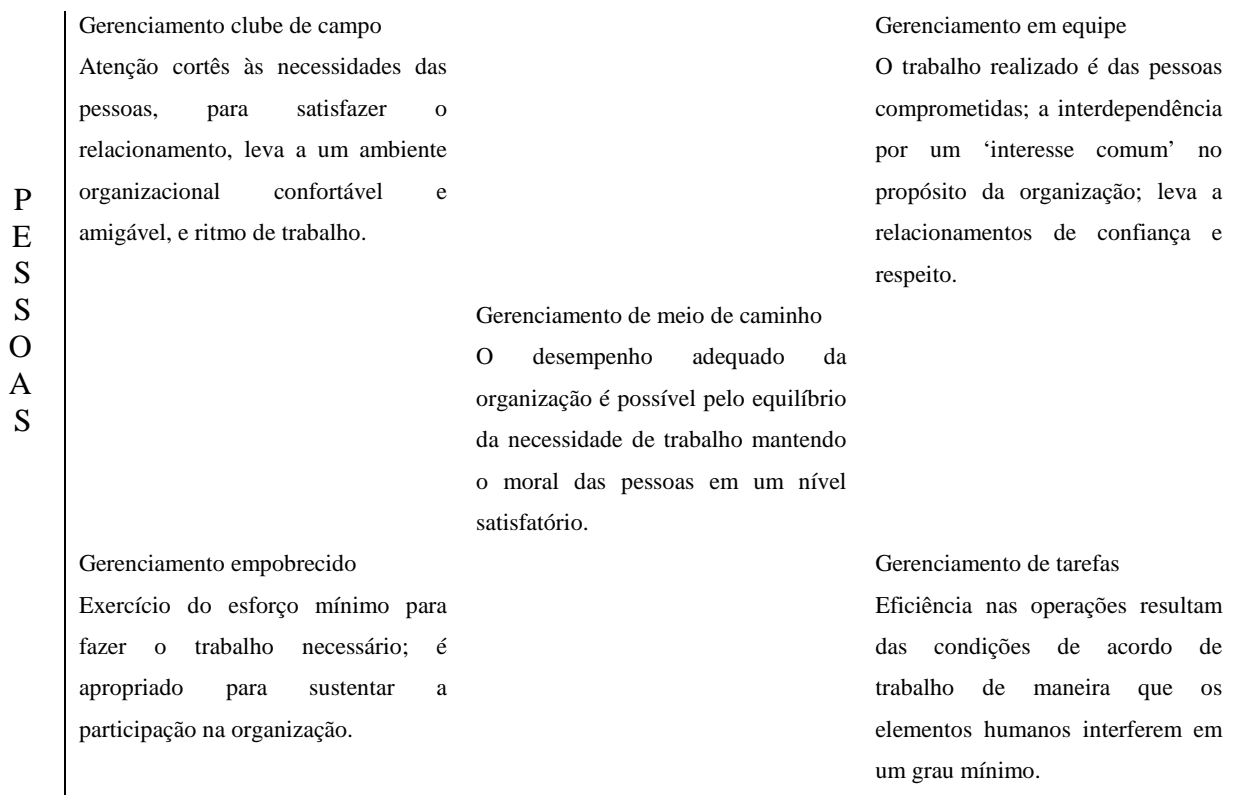 P
E
S
S
O
A
S
Gerenciamento clube de campo
Atenção cortês às necessidades das
pessoas, para satisfazer o
relacionamento, leva a um ambiente
organizacional confortável e
amigável, e ritmo de trabalho.
Gerenciamento em equipe
O trabalho realizado é das pessoas
comprometidas; a interdependência
por um ‘interesse comum’ no
propósito da organização; leva a
relacionamentos de confiança e
respeito.
Gerenciamento de meio de caminho
O desempenho adequado da
organização é possível pelo equilíbrio
da necessidade de trabalho mantendo
o moral das pessoas em um nível
satisfatório.
Gerenciamento empobrecido
Exercício do esforço mínimo para
fazer o trabalho necessário; é
apropriado para sustentar a
participação na organização.
Gerenciamento de tarefas
Eficiência nas operações resultam
das condições de acordo de
trabalho de maneira que os
elementos humanos interferem em
um grau mínimo.